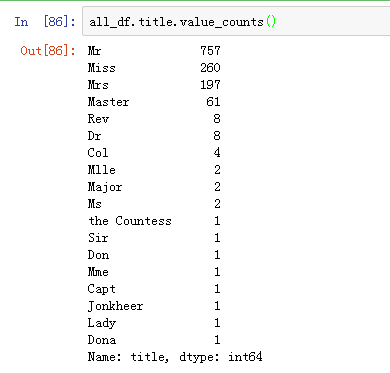 In [86]: all_df.title.value_counts()
Out[86]: Mr 757
Miss 260
Mrs 197
Master 61
Rev 8
Dr 8
Col 4
Mlle 2
Major 2
Ms 2
the Countess 1
Sir 1
Don 1
Mme 1
Capt 1
Jonkheer 1
Lady 1
Dona 1
Name: title, dtype: int64